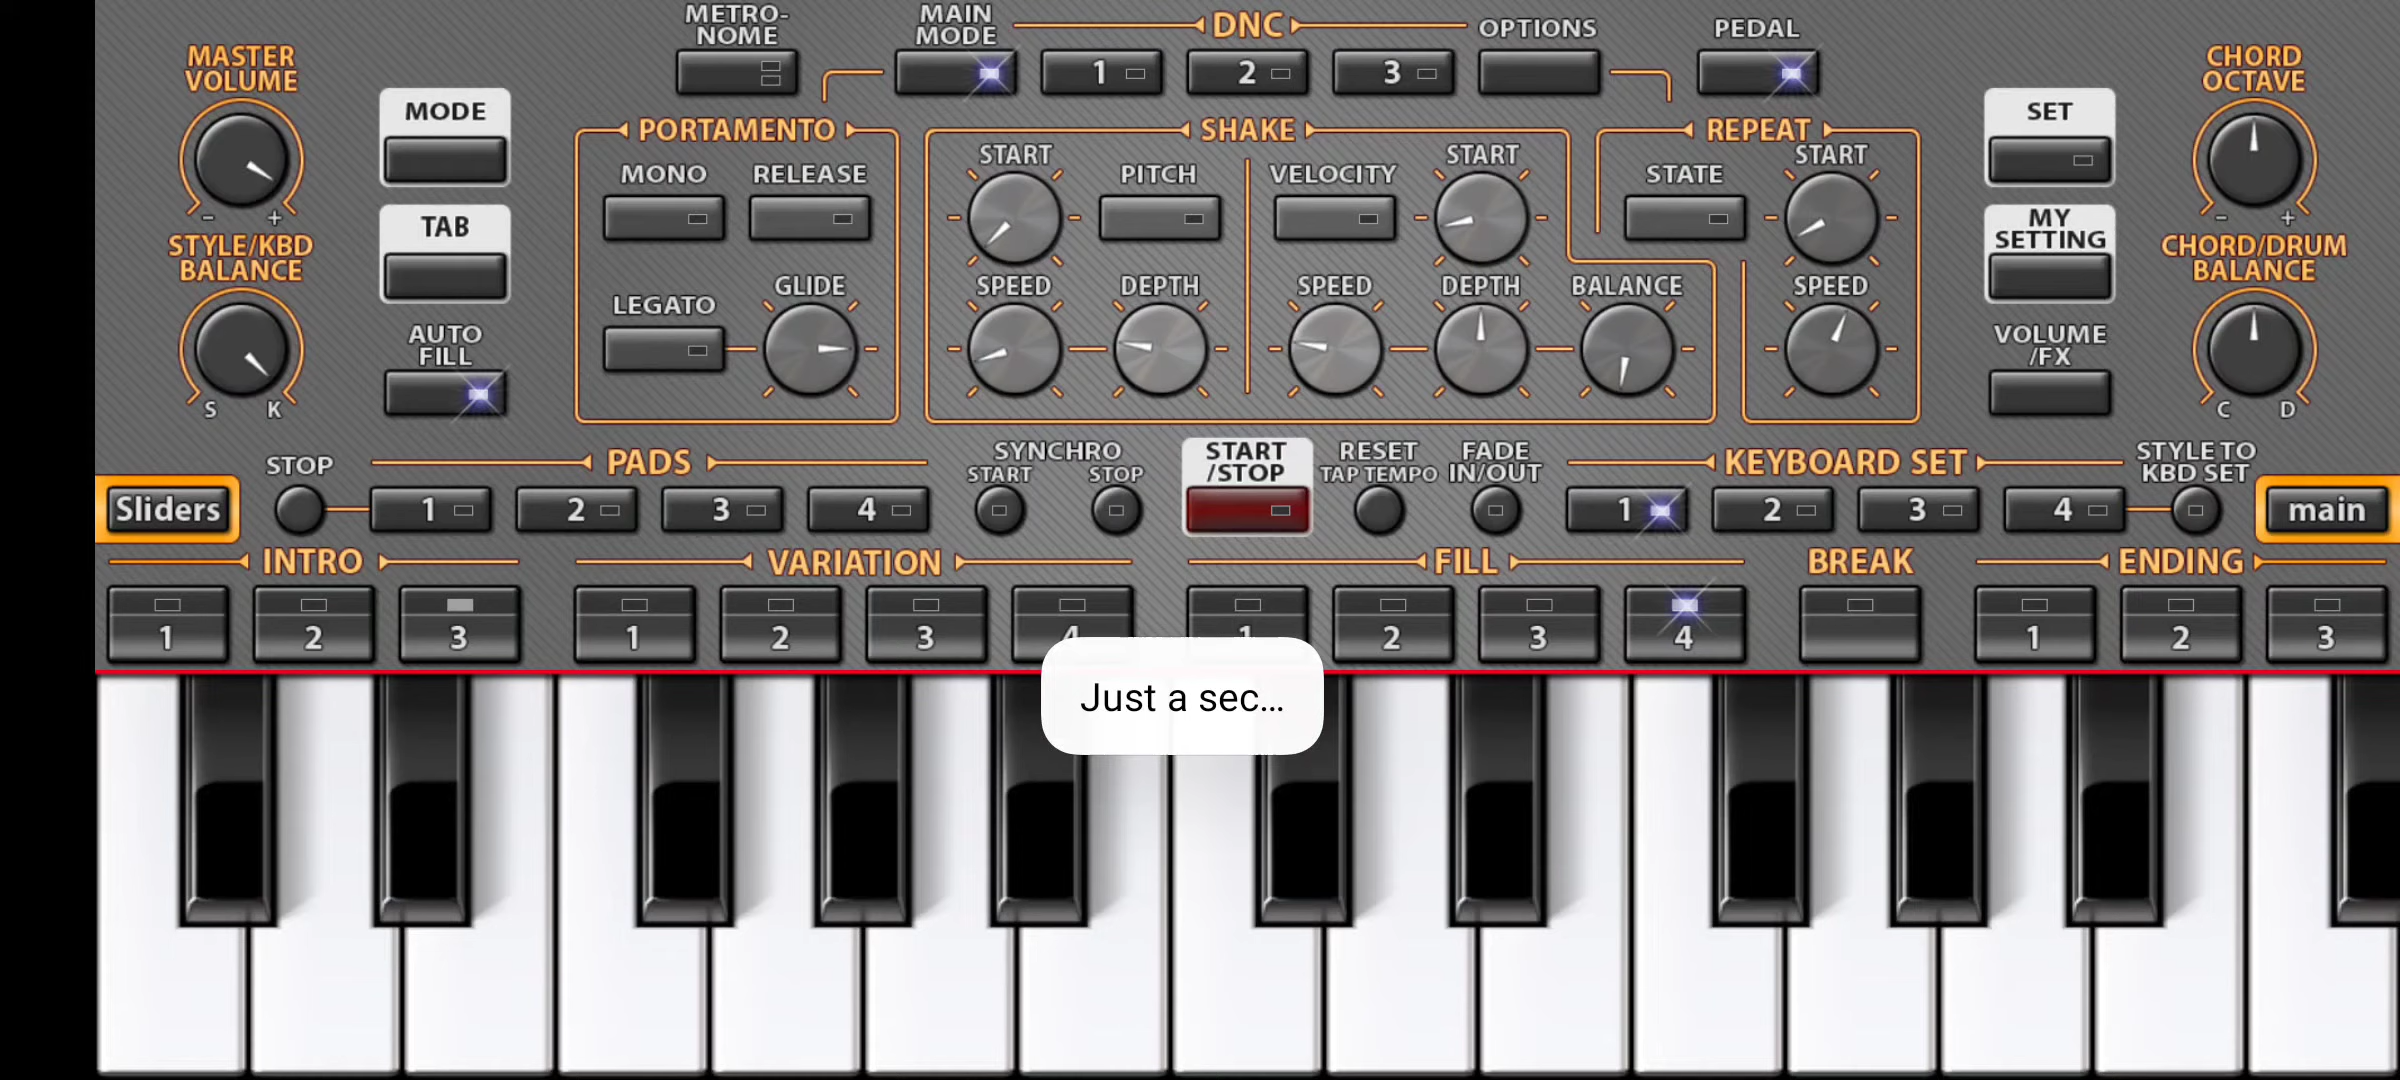 METRO-
NOME
MAIN
MODE
DNC
OPTIONS
PEDAL
1
2
3
MASTER
VOLUME
- +
STYLE/KBD
BALANCE
S K
MODE
TAB
AUTO
FILL
PORTAMENTO
MONO RELEASE
LEGATO
GLIDE
SHAKE
START
PITCH
VELOCITY
START
SPEED
DEPTH
SPEED
DEPTH
BALANCE
REPEAT
STATE
START
SPEED
SET
MY
SETTING
VOLUME
/FX
CHORD
OCTAVE
- +
CHORD/DRUM
BALANCE
C D
Sliders
STOP
PADS
1 2 3 4
SYNCHRO
START STOP
START
/STOP
RESET
TAP TEMPO
FADE
IN/OUT
KEYBOARD SET
1 2 3 4
STYLE TO
KBD SET
main
INTRO
1 2 3
VARIATION
1 2 3 4
FILL
1 2 3 4
BREAK
ENDING
1 2 3
Just a sec...